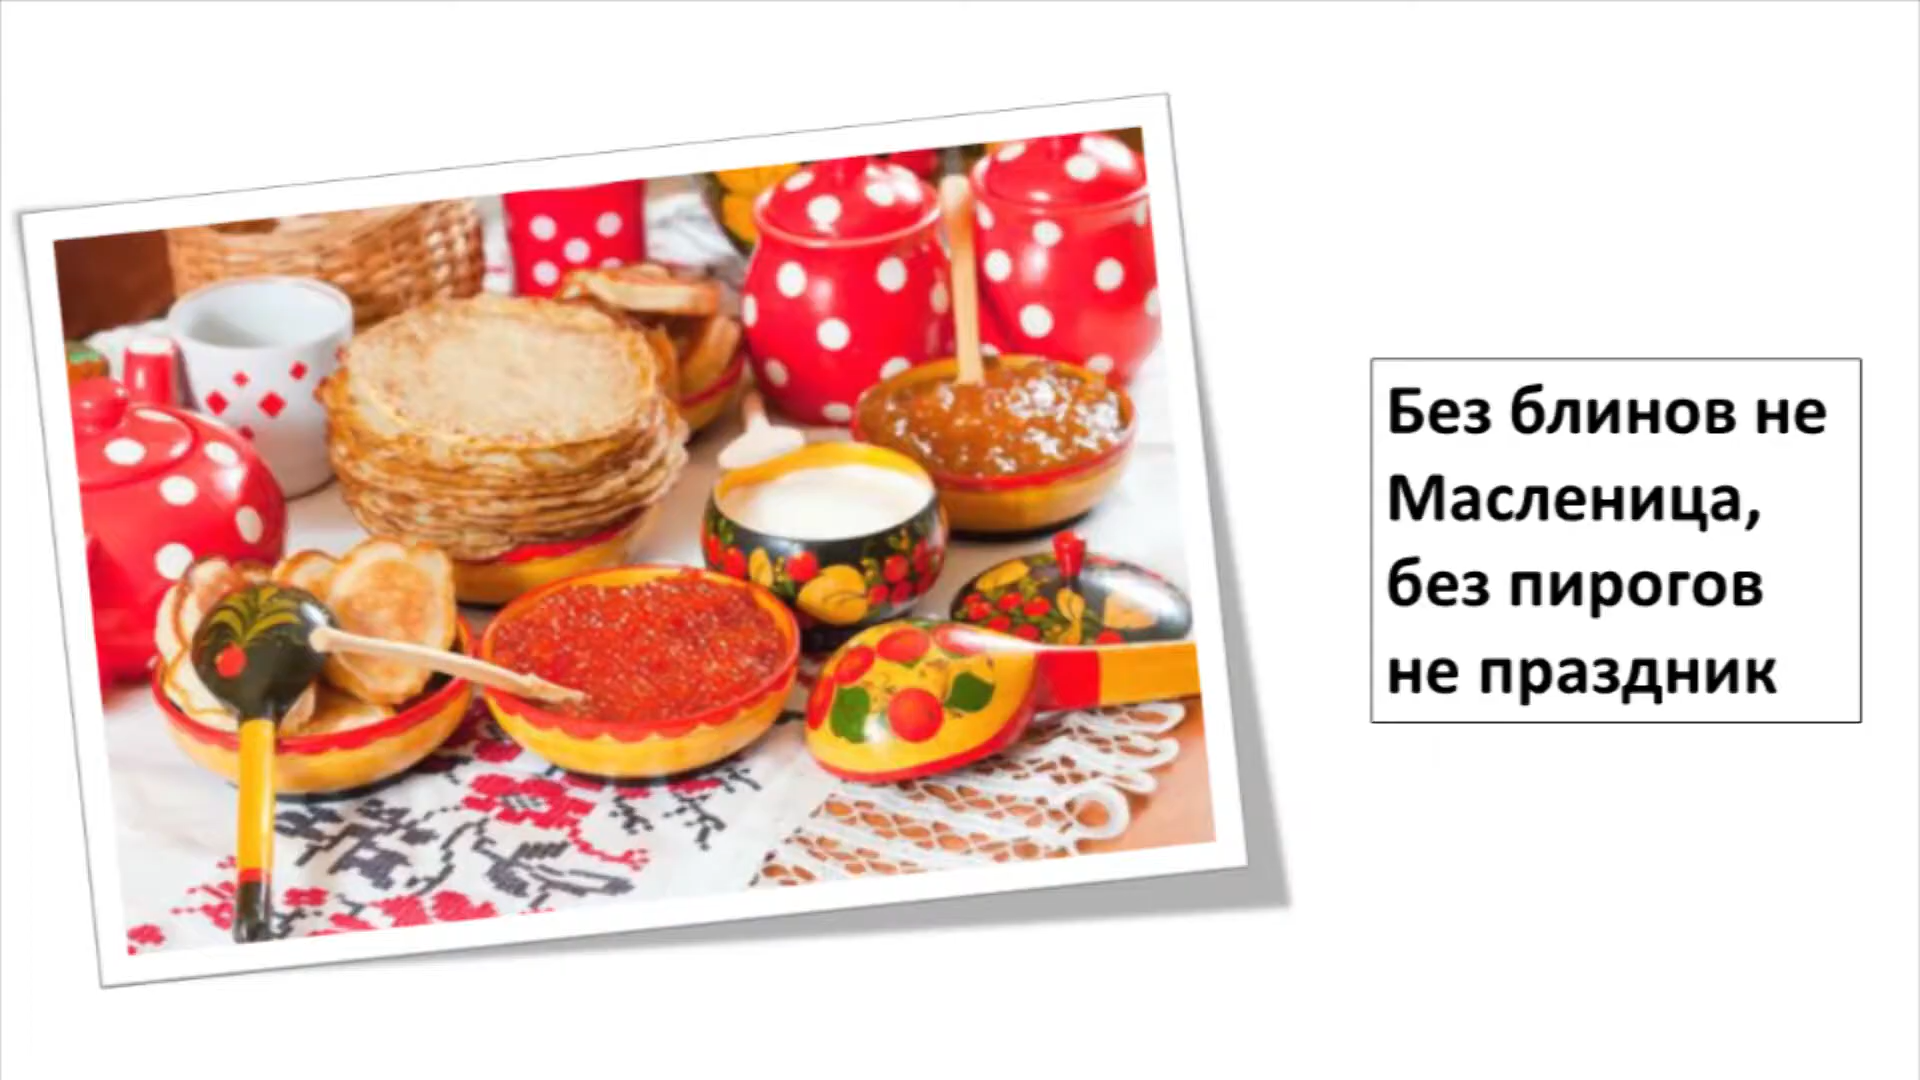 Без блинов не
Масленица,
без пирогов
не праздник